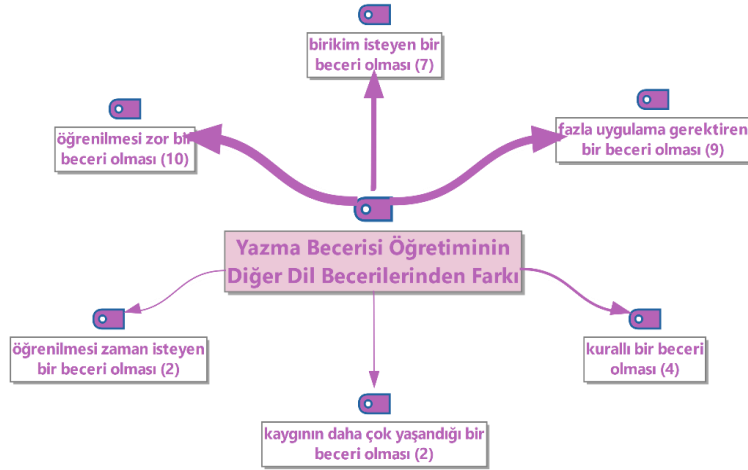 birikim isteyen bir
beceri olması (7)
öğrenilmesi zor bir
beceri olması (10)
fazla uygulama gerektiren
bir beceri olması (9)
Yazma Becerisi Öğretiminin
Diğer Dil Becerilerinden Farkı
öğrenilmesi zaman isteyen
bir beceri olması (2)
kurallı bir beceri
olması (4)
kaygının daha çok yaşandığı bir
beceri olması (2)